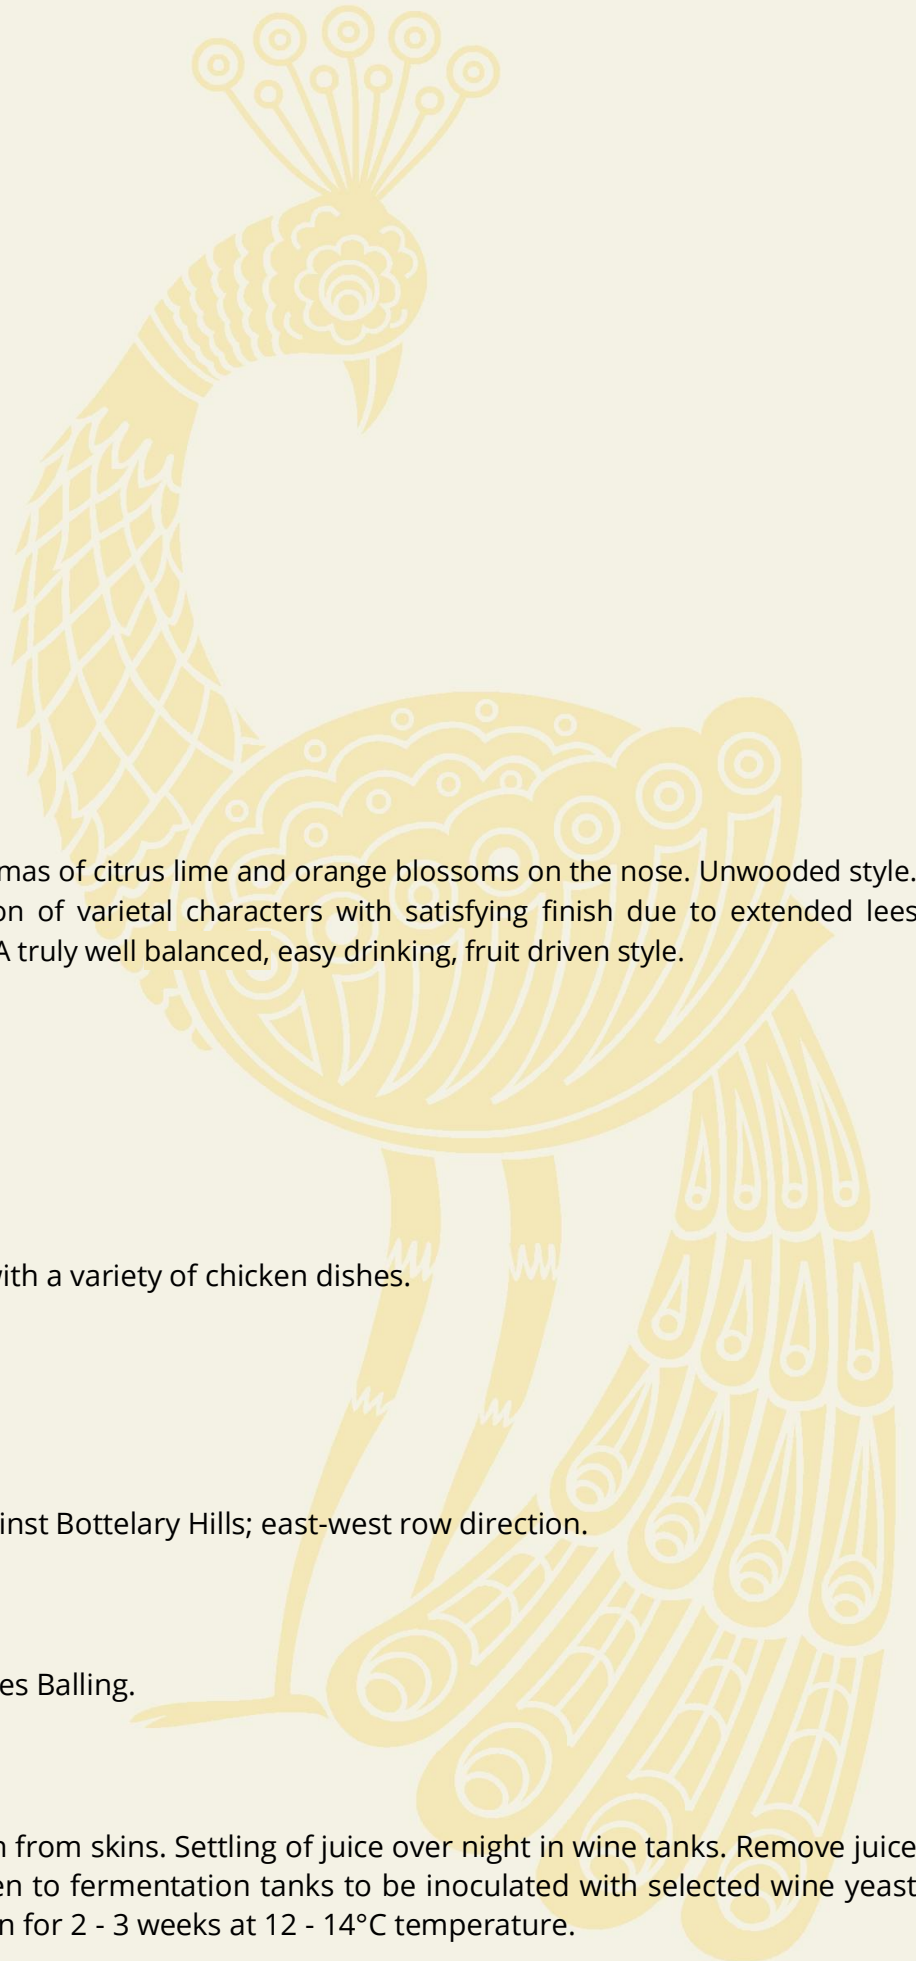 mas of citrus lime and orange blossoms on the nose. Unwooded style.
on of varietal characters with satisfying finish due to extended lees
A truly well balanced, easy drinking, fruit driven style.
with a variety of chicken dishes.
inst Bottelary Hills; east-west row direction.
es Balling.
from skins. Settling of juice over night in wine tanks. Remove juice
en to fermentation tanks to be inoculated with selected wine yeast
n for 2 - 3 weeks at 12 - 14°C temperature.